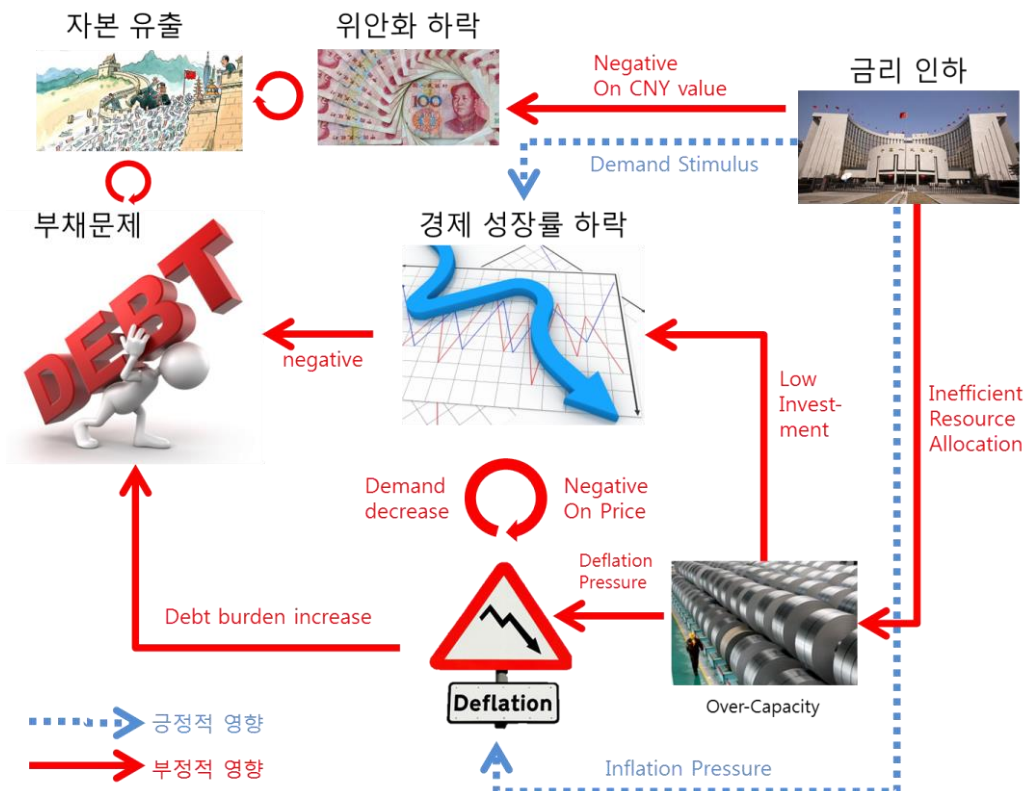 자본 유출
위안화 하락
금리 인하
Negative
On CNY value
100
Demand Stimulus
부채문제
경제 성장률 하락
DEBT
negative
Low
Invest-
ment
Inefficient
Resource
Allocation
Demand
decrease
Negative
On Price
Deflation
Pressure
Debt burden increase
Deflation
Over-Capacity
긍정적 영향
부정적 영향
Inflation Pressure